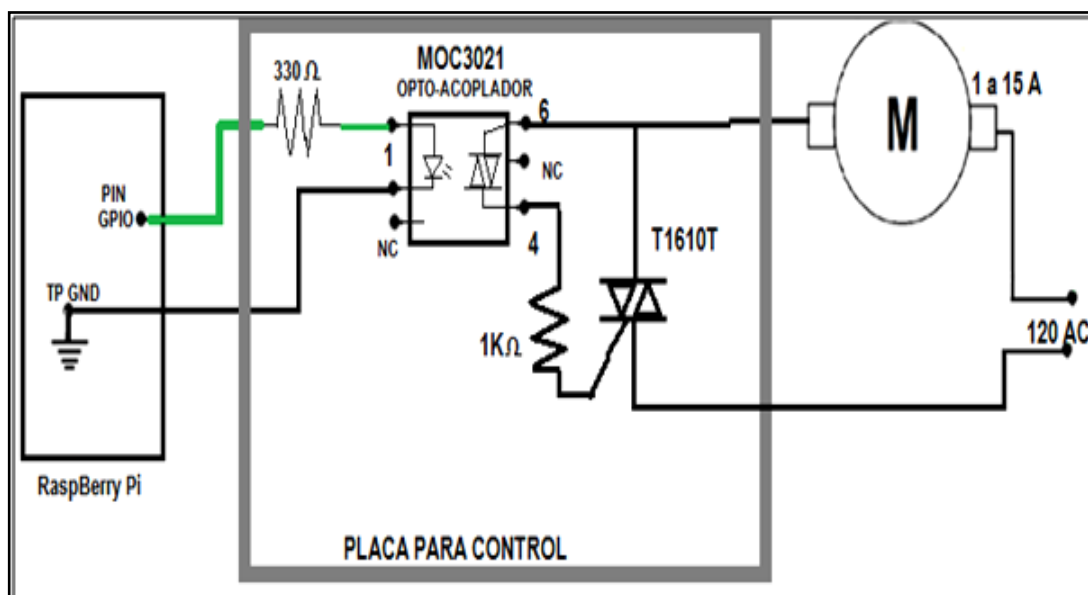 330 Ω
MOC3021
OPTO-ACOPLADOR
6
1
NC
NC
4
PIN
GPIO
TP GND
RaspBerry Pi
1KΩ
T1610T
M
1 a 15 A
120 AC
PLACA PARA CONTROL